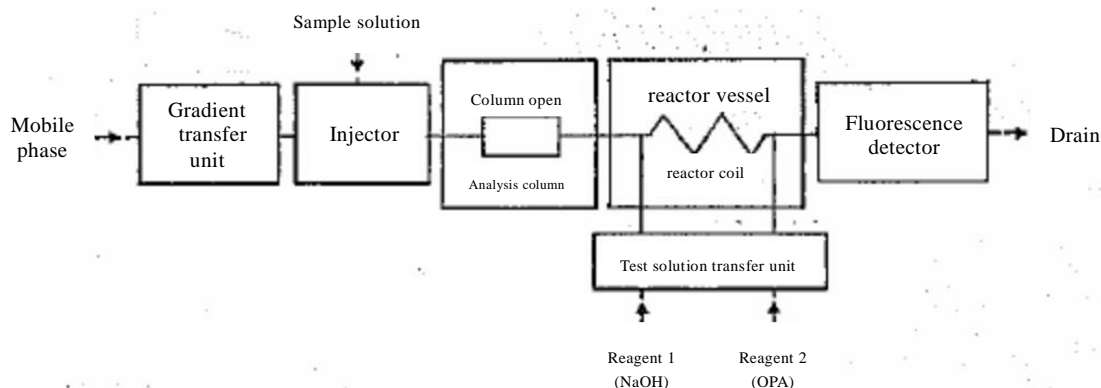 Sample solution
Mobile
phase
Gradient
transfer
unit
Injector
Column open
Analysis column
reactor vessel
reactor coil
Fluorescence
detector
Drain
Test solution transfer unit
Reagent 1
(NaOH)
Reagent 2
(OPA)